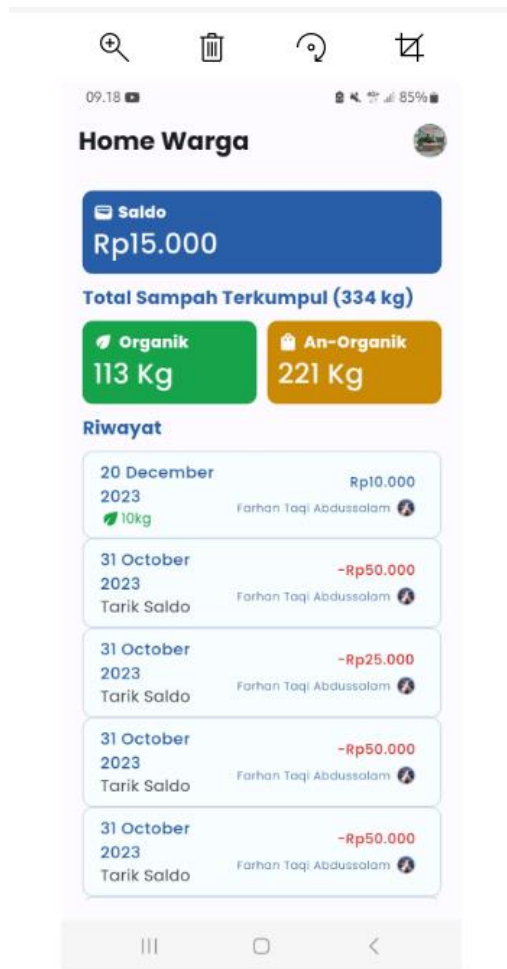 09.18
85%
Home Warga
Saldo
Rp15.000
Total Sampah Terkumpul (334 kg)
Organik
113 Kg
An-Organik
221 Kg
Riwayat
20 December
2023
10kg
Rp10.000
Farhan Taqi Abdussalam
31 October
2023
Tarik Saldo
-Rp50.000
Farhan Taqi Abdussalam
31 October
2023
Tarik Saldo
-Rp25.000
Farhan Taqi Abdussalam
31 October
2023
Tarik Saldo
-Rp50.000
Farhan Taqi Abdussalam
31 October
2023
Tarik Saldo
-Rp50.000
Farhan Taqi Abdussalam